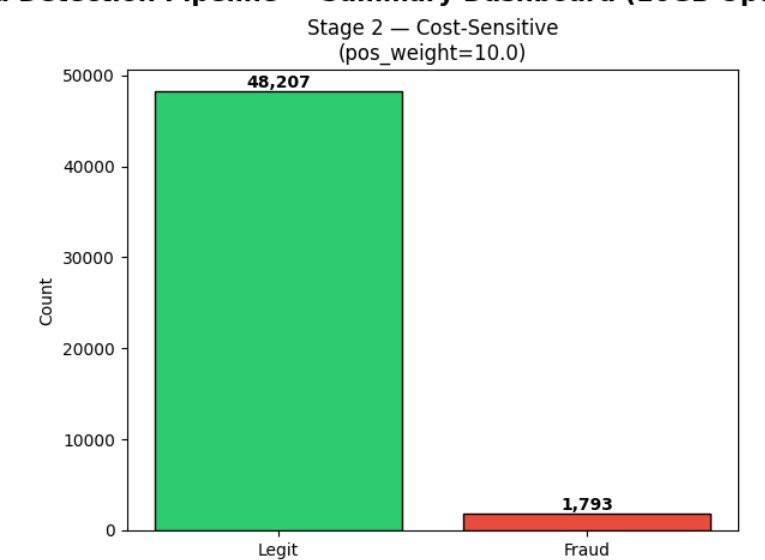 Detection Pipeline — Summary Dashboard
Stage 2 — Cost-Sensitive
(pos_weight=10.0)
50000
48,207
40000
30000
Count
20000
10000
1,793
0
Legit
Fraud